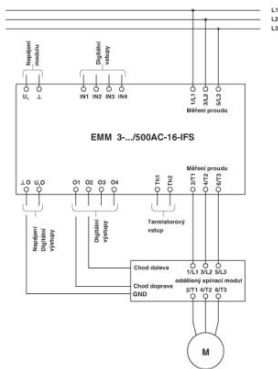 L1
L2
L3
Napájení modulu
Digitální vstupy
Us ⊥
IN1 IN2 IN3 IN4
1/L1 3/L2 5/L3
Měření proudu
EMM 3-.../500AC-16-IFS
Měření proudu
⊥O UsO O1 O2 O3 O4 Th1 Th2 2/T1 4/T2 6/T3
Napájení Digitální výstupy
Digitální výstupy
Termistorový vstup
Chod doleva
1/L1 3/L2 5/L3
oddělený spínací modul
Chod doprava
2/T1 4/T2 6/T3
GND
M